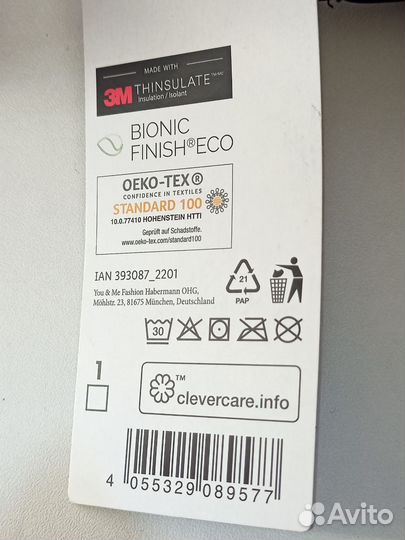 MADE WITH
3M THINSULATE™/MC
Insulation / Isolant
BIONIC
FINISH®ECO
OEKO-TEX®
CONFIDENCE IN TEXTILES
STANDARD 100
10.0.77410 HOHENSTEIN HTTI
Geprüft auf Schadstoffe.
www.oeko-tex.com/standard100
IAN 393087_2201
You & Me Fashion Habermann OHG,
Möhlstr. 23, 81675 München, Deutschland
21
PAP
30
1
™
clevercare.info
4 055329 089577
Avito